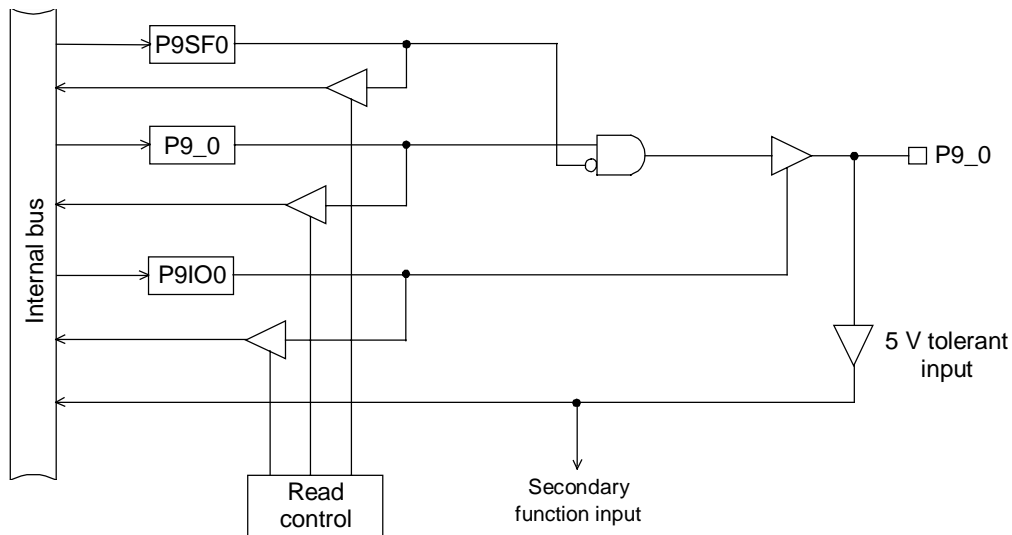 P9SF0
P9_0
P9_0
P9IO0
Internal bus
5 V tolerant
input
Read
control
Secondary
function input